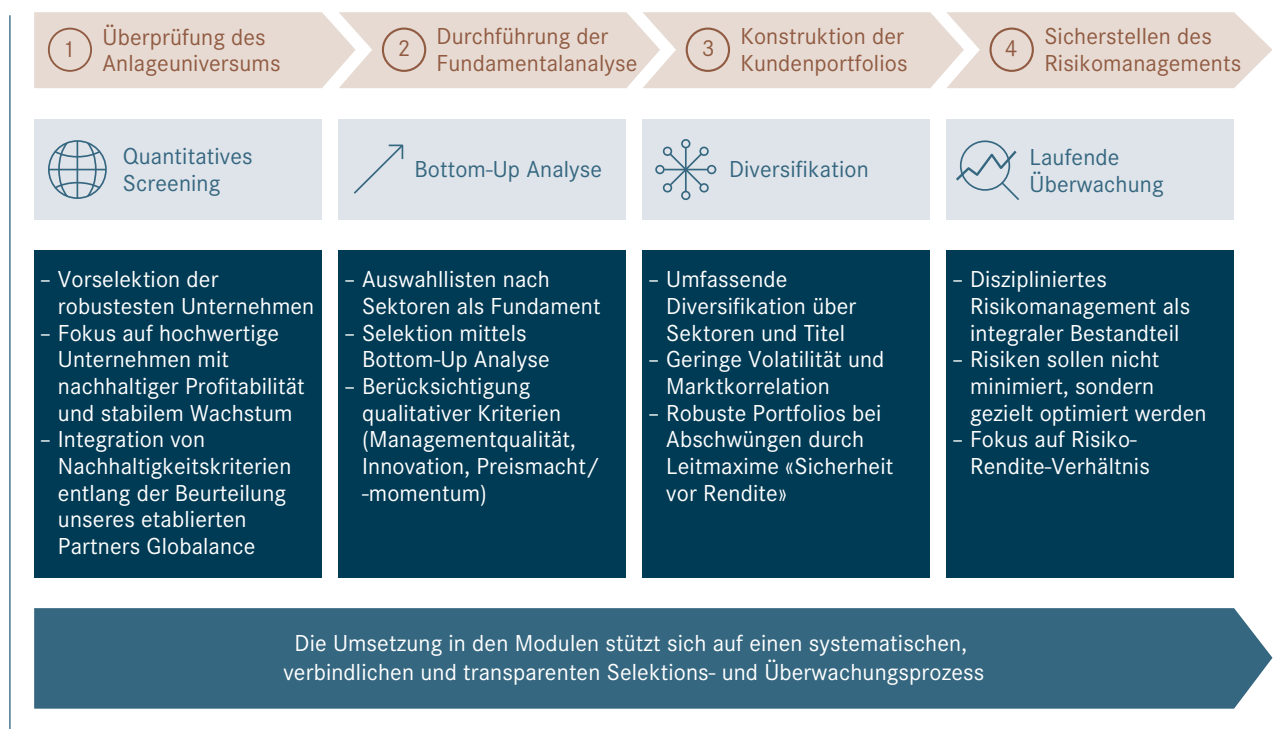 1 Überprüfung des
Anlageuniversums
2 Durchführung der
Fundamentalanalyse
3 Konstruktion der
Kundenportfolios
4 Sicherstellen des
Risikomanagements
Quantitatives
Screening
Bottom-Up Analyse
Diversifikation
Laufende
Überwachung
– Vorselektion der
robustesten Unternehmen
– Fokus auf hochwertige
Unternehmen mit
nachhaltiger Profitabilität
und stabilem Wachstum
– Integration von
Nachhaltigkeitskriterien
entlang der Beurteilung
unseres etablierten
Partners Globalance
– Auswahllisten nach
Sektoren als Fundament
– Selektion mittels
Bottom-Up Analyse
– Berücksichtigung
qualitativer Kriterien
(Managementqualität,
Innovation, Preismacht/
-momentum)
– Umfassende
Diversifikation über
Sektoren und Titel
– Geringe Volatilität und
Marktkorrelation
– Robuste Portfolios bei
Abschwüngen durch
Leitmaxime «Sicherheit
vor Rendite»
– Diszipliniertes
Risikomanagement als
integraler Bestandteil
– Risiken sollen nicht
minimiert, sondern
gezielt optimiert werden
– Fokus auf Risiko-
Rendite-Verhältnis
Die Umsetzung in den Modulen stützt sich auf einen systematischen,
verbindlichen und transparenten Selektions- und Überwachungsprozess